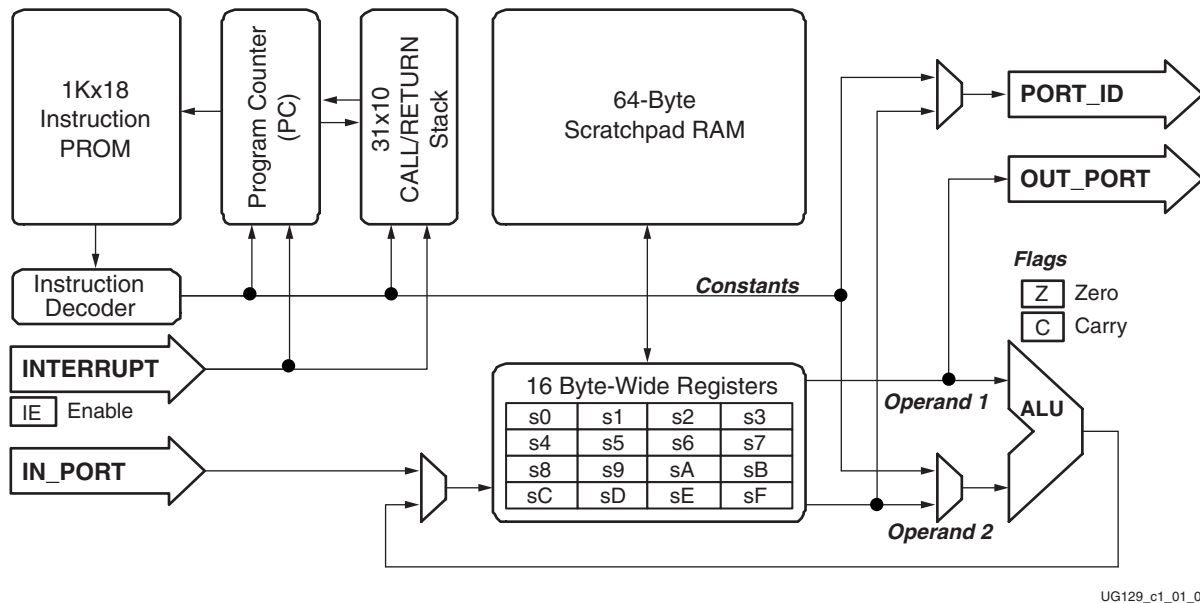 1Kx18
Instruction
PROM
Program Counter
(PC)
31x10
CALL/RETURN
Stack
64-Byte
Scratchpad RAM
PORT_ID
OUT_PORT
Instruction
Decoder
Constants
Flags
Z Zero
C Carry
INTERRUPT
IE Enable
16 Byte-Wide Registers
s0 s1 s2 s3
s4 s5 s6 s7
s8 s9 sA sB
sC sD sE sF
Operand 1
ALU
IN_PORT
Operand 2
UG129_c1_01_0